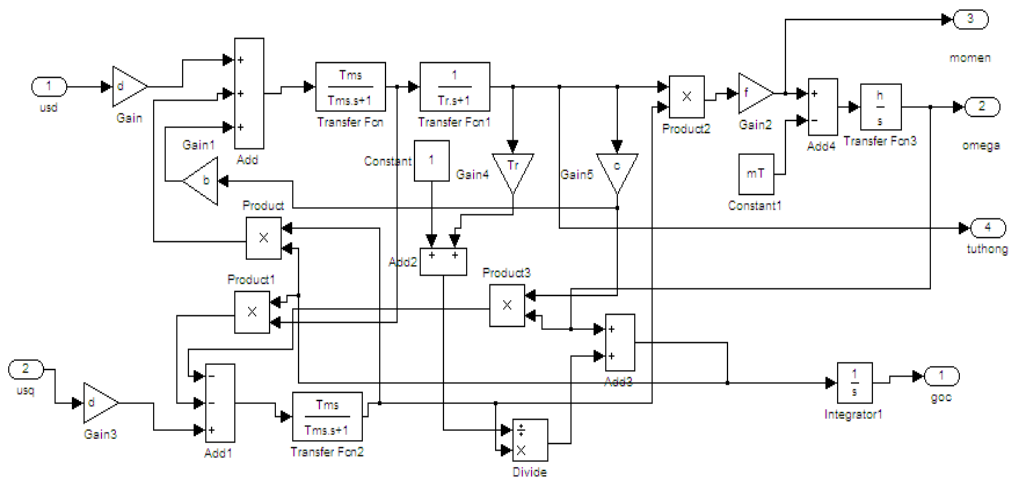 3
momen
1
usd
d
Gain
+
+
+
Add
Tms
Tms.s+1
Transfer Fcn
1
Tr.s+1
Transfer Fcn1
×
Product2
f
Gain2
+
−
Add4
h
s
Transfer Fcn3
2
omega
Gain1
b
Constant
1
Gain4
Tr
Gain5
c
mT
Constant1
Product
×
4
tuthong
Add2
+ +
Product1
×
Product3
×
+
+
Add3
2
usq
d
Gain3
−
−
+
Add1
Tms
Tms.s+1
Transfer Fcn2
÷
×
Divide
1
s
Integrator1
1
goc